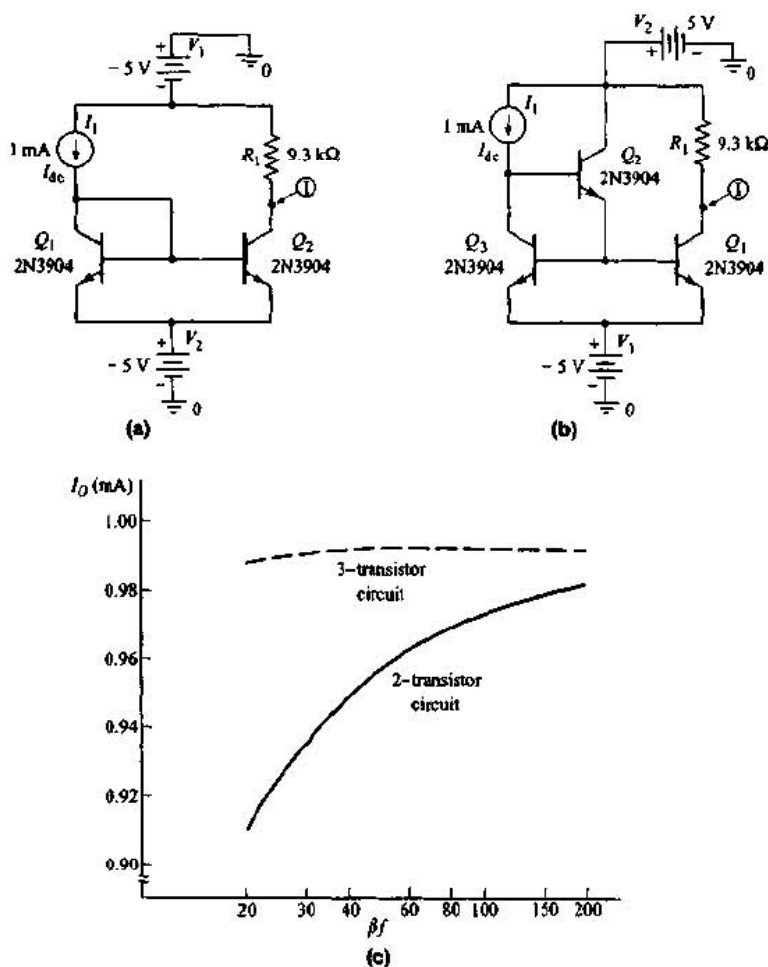 + V₁
− 5 V
−
0
I₁
1 mA
I_dc
R₁ 9.3 kΩ
①
Q₁
2N3904
Q₂
2N3904
+ V₂
− 5 V
−
0
(a)
V₂ 5 V
+ −
0
I₁
1 mA
I_dc
Q₂
2N3904
R₁ 9.3 kΩ
①
Q₃
2N3904
Q₁
2N3904
+ V₁
− 5 V
−
0
(b)
I_O (mA)
1.00
0.98
0.96
0.94
0.92
0.90
3-transistor
circuit
2-transistor
circuit
20 30 40 60 80 100 150 200
βf
(c)